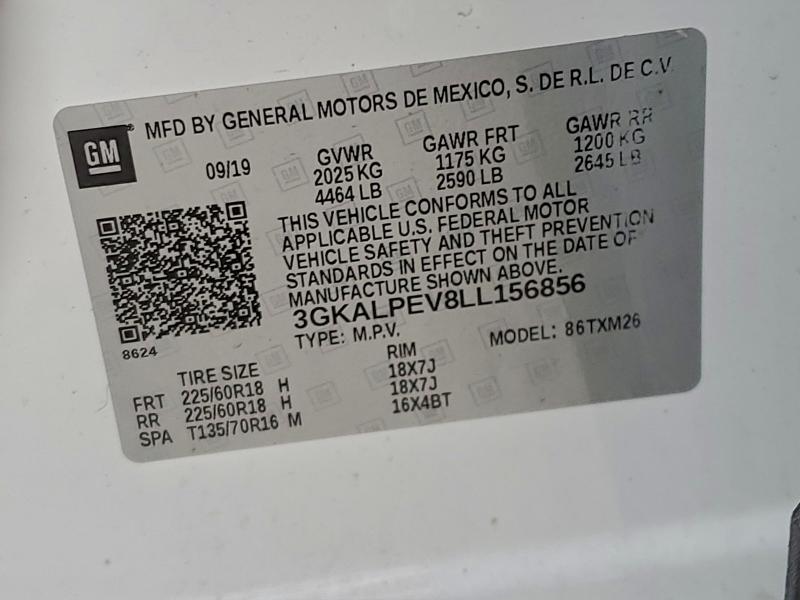 GM
MFD BY GENERAL MOTORS DE MEXICO, S. DE R.L. DE C.V.
09/19
GVWR
2025 KG
4464 LB
GAWR FRT
1175 KG
2590 LB
GAWR RR
1200 KG
2645 LB
THIS VEHICLE CONFORMS TO ALL
APPLICABLE U.S. FEDERAL MOTOR
VEHICLE SAFETY AND THEFT PREVENTION
STANDARDS IN EFFECT ON THE DATE OF
MANUFACTURE SHOWN ABOVE.
3GKALPEV8LL156856
TYPE: M.P.V.
MODEL: 86TXM26
8624
TIRE SIZE RIM
FRT 225/60R18 H 18X7J
RR 225/60R18 H 18X7J
SPA T135/70R16 M 16X4BT